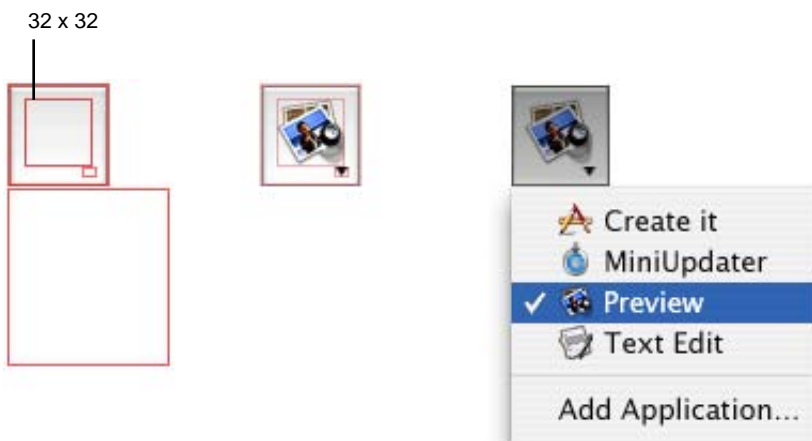 32 x 32
Create it
MiniUpdater
Preview
Text Edit
Add Application...